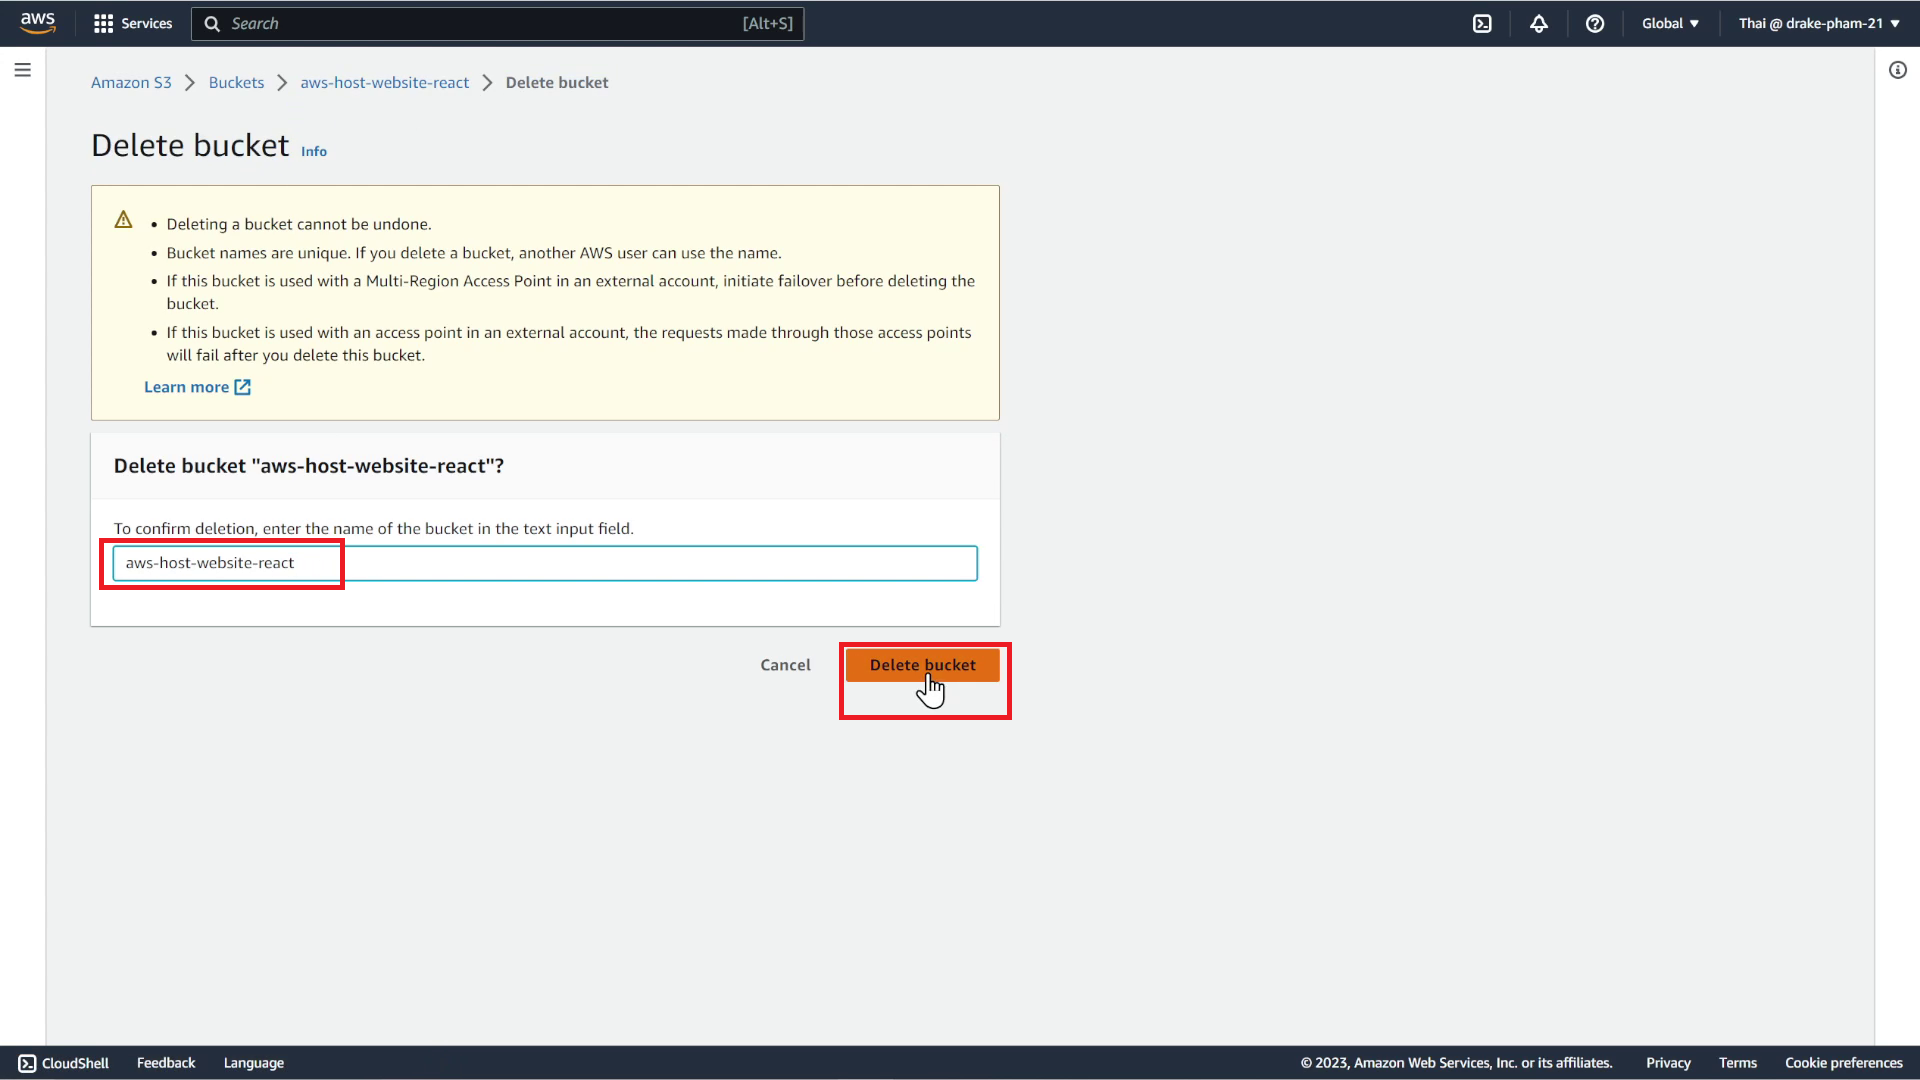 aws
Services
Search
[Alt+S]
Global
Thai @ drake-pham-21
Amazon S3
Buckets
aws-host-website-react
Delete bucket
Delete bucket
Info
• Deleting a bucket cannot be undone.
• Bucket names are unique. If you delete a bucket, another AWS user can use the name.
• If this bucket is used with a Multi-Region Access Point in an external account, initiate failover before deleting the
bucket.
• If this bucket is used with an access point in an external account, the requests made through those access points
will fail after you delete this bucket.
Learn more
Delete bucket "aws-host-website-react"?
To confirm deletion, enter the name of the bucket in the text input field.
aws-host-website-react
Cancel
Delete bucket
CloudShell
Feedback
Language
© 2023, Amazon Web Services, Inc. or its affiliates.
Privacy
Terms
Cookie preferences